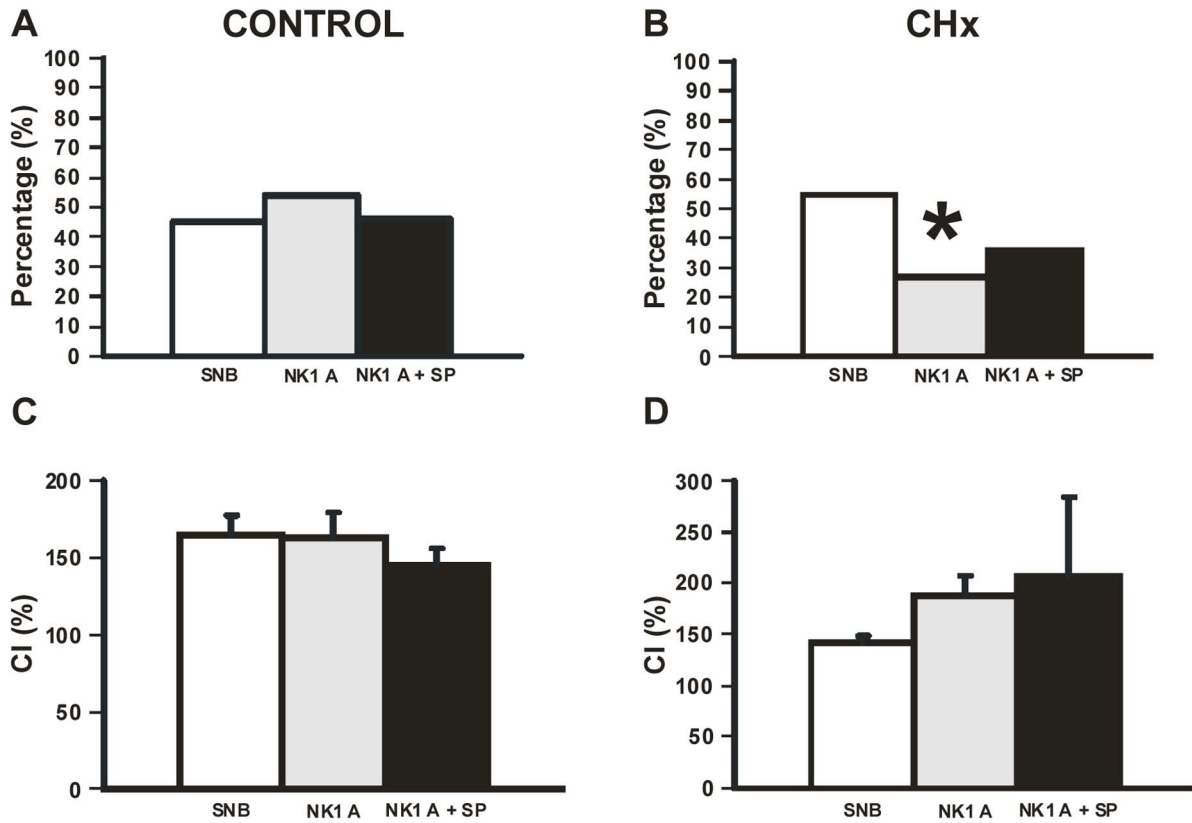 A
CONTROL
Percentage (%)
100
90
80
70
60
50
40
30
20
10
0
SNB
NK1 A
NK1 A + SP
B
CHx
Percentage (%)
100
90
80
70
60
50
40
30
20
10
0
*
SNB
NK1 A
NK1 A + SP
C
CI (%)
200
150
100
50
0
SNB
NK1 A
NK1 A + SP
D
CI (%)
300
250
200
150
100
50
0
SNB
NK1 A
NK1 A + SP